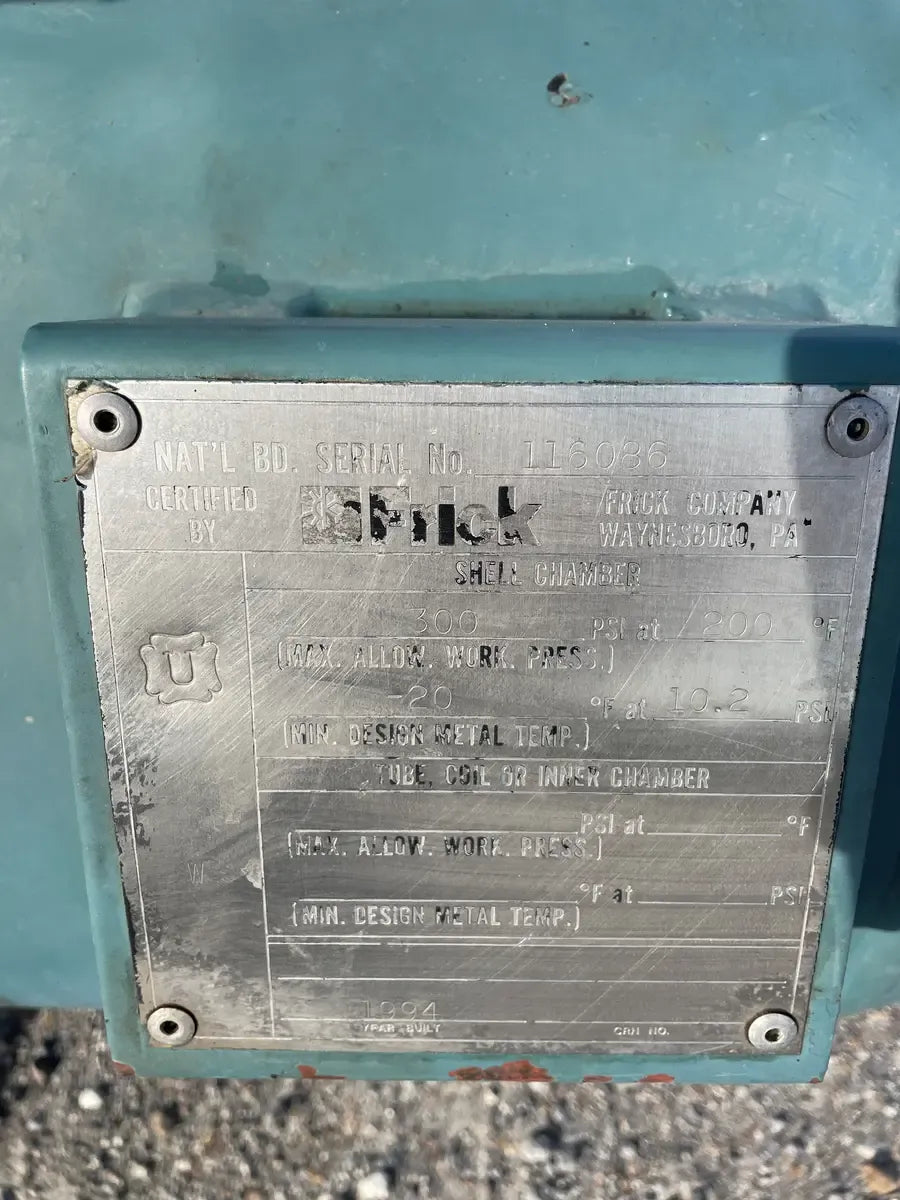 NAT'L BD. SERIAL No. 116086
CERTIFIED BY
Frick
FRICK COMPANY
WAYNESBORO, PA
SHELL CHAMBER
300 PSI at 200 °F
(MAX. ALLOW. WORK. PRESS.)
-20 °F at 10.2 PSI
(MIN. DESIGN METAL TEMP.)
U
TUBE, COIL OR INNER CHAMBER
PSI at °F
(MAX. ALLOW. WORK. PRESS.)
W
°F at PSI
(MIN. DESIGN METAL TEMP.)
1994
YEAR BUILT
CRN NO.